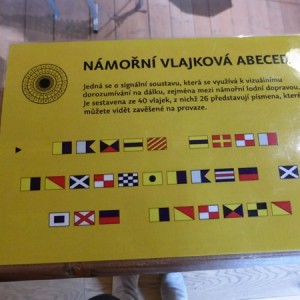 NÁMOŘNÍ VLAJKOVÁ ABECEDA
Jedná se o signální soustavu, která se využívá k vizuálnímu
dorozumívání na dálku, zejména mezi námořní lodní dopravou.
Je sestavena ze 40 vlajek, z nichž 26 představují písmena, které
můžete vidět zavěšené na provaze.